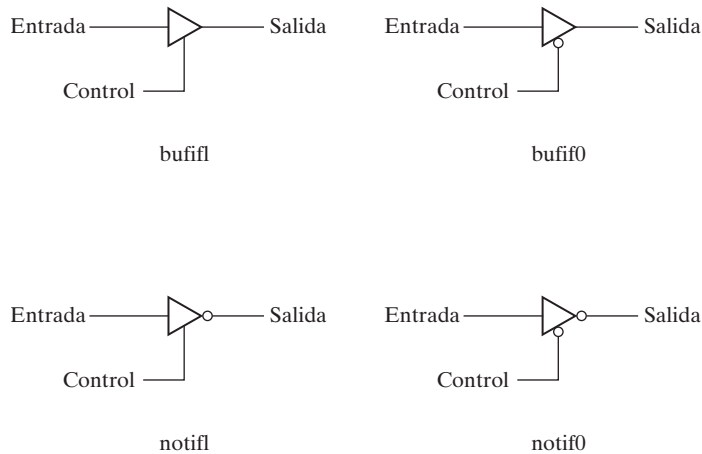 Entrada Salida Entrada Salida
Control Control
bufifl bufif0
Entrada Salida Entrada Salida
Control Control
notifl notif0